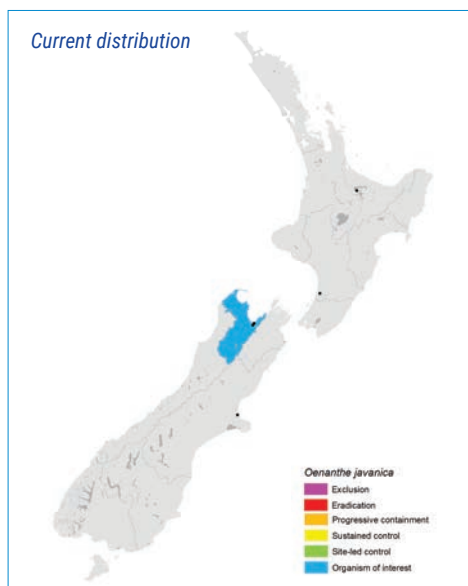 Current distribution
Oenanthe javanica
Exclusion
Eradication
Progressive containment
Sustained control
Site-led control
Organism of interest